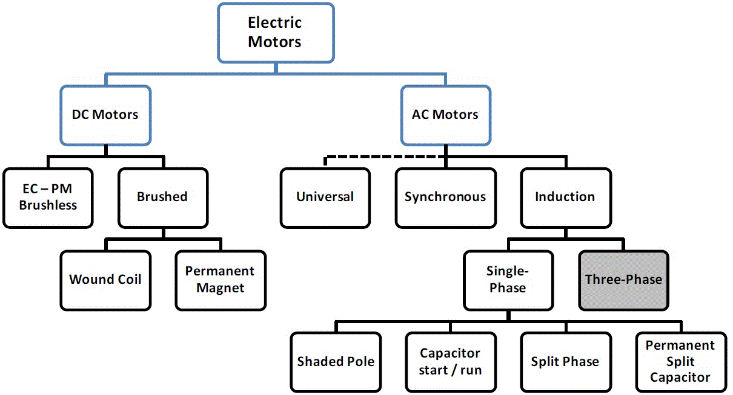 Electric
Motors
DC Motors
AC Motors
EC – PM
Brushless
Brushed
Universal
Synchronous
Induction
Wound Coil
Permanent
Magnet
Single-
Phase
Three-Phase
Shaded Pole
Capacitor
start / run
Split Phase
Permanent
Split
Capacitor